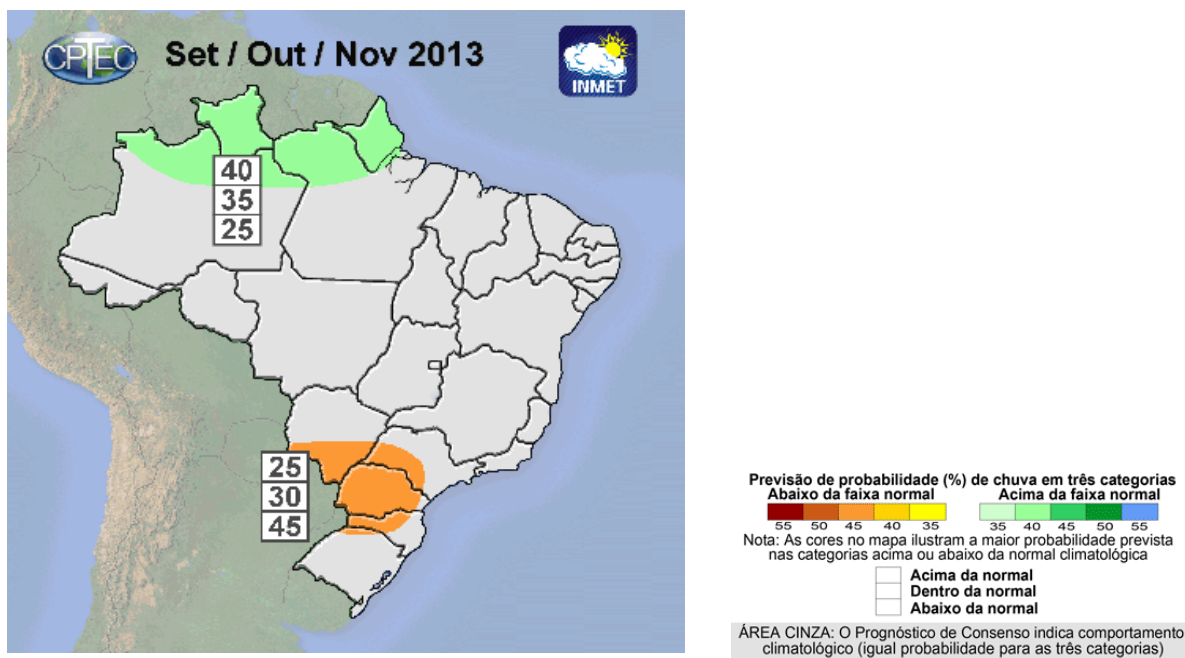 CPTEC
Set / Out / Nov 2013
INMET
40
35
25
25
30
45
Previsão de probabilidade (%) de chuva em três categorias
Abaixo da faixa normal Acima da faixa normal
55 50 45 40 35 35 40 45 50 55
Nota: As cores no mapa ilustram a maior probabilidade prevista
nas categorias acima ou abaixo da normal climatológica
Acima da normal
Dentro da normal
Abaixo da normal
ÁREA CINZA: O Prognóstico de Consenso indica comportamento
climatológico (igual probabilidade para as três categorias)